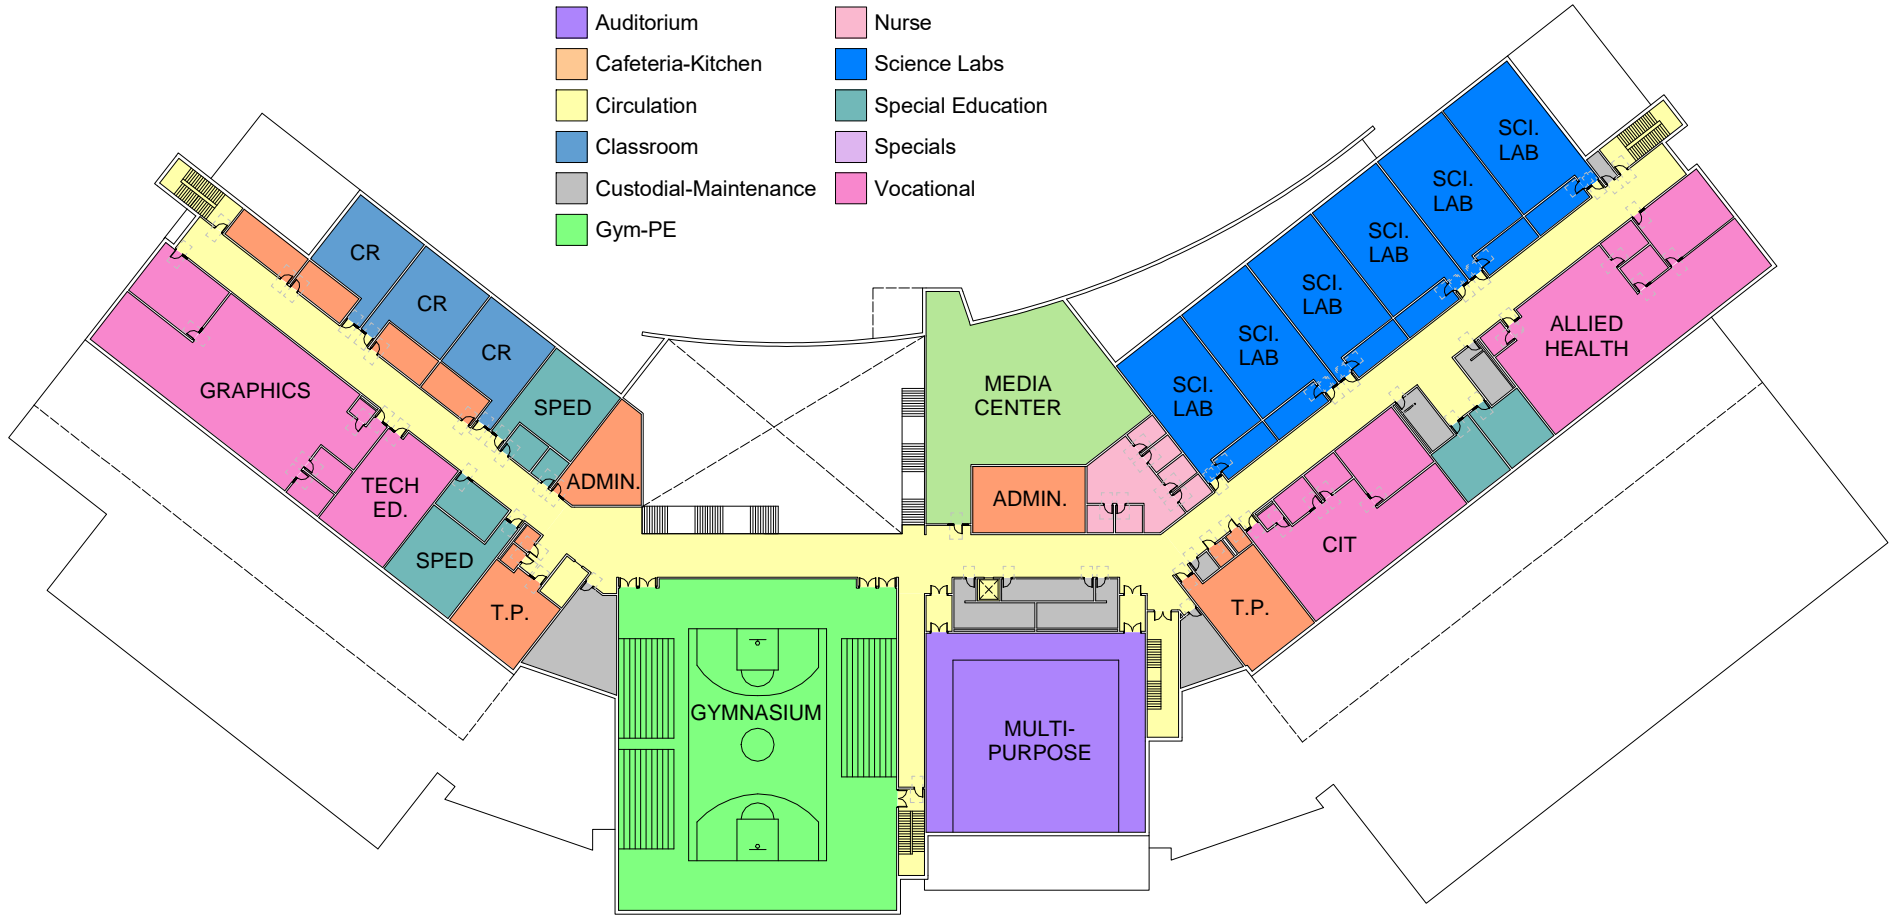 Auditorium
Cafeteria-Kitchen
Circulation
Classroom
Custodial-Maintenance
Gym-PE
Nurse
Science Labs
Special Education
Specials
Vocational
CR
CR
CR
SPED
ADMIN.
GRAPHICS
TECH
ED.
SPED
T.P.
GYMNASIUM
MEDIA
CENTER
ADMIN.
MULTI-
PURPOSE
SCI.
LAB
SCI.
LAB
SCI.
LAB
SCI.
LAB
SCI.
LAB
SCI.
LAB
ALLIED
HEALTH
CIT
T.P.